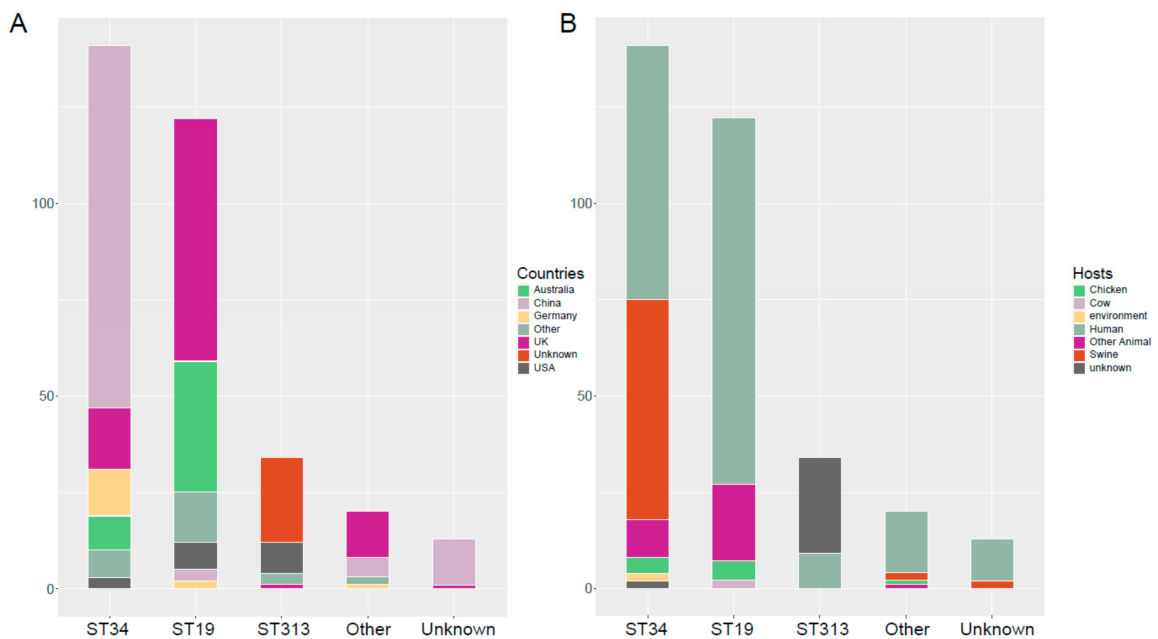 A
100
50
0
ST34 ST19 ST313 Other Unknown
Countries
Australia
China
Germany
Other
UK
Unknown
USA
B
100
50
0
ST34 ST19 ST313 Other Unknown
Hosts
Chicken
Cow
environment
Human
Other Animal
Swine
unknown